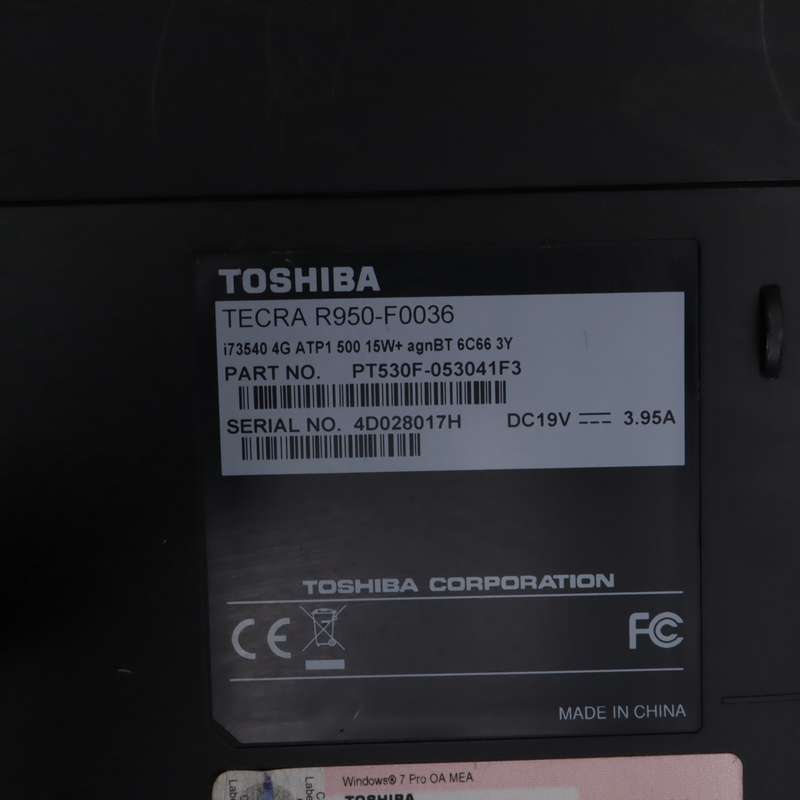 TOSHIBA
TECRA R950-F0036
i73540 4G ATP1 500 15W+ agnBT 6C66 3Y
PART NO. PT530F-053041F3
SERIAL NO. 4D028017H DC19V 3.95A
TOSHIBA CORPORATION
CE FC
MADE IN CHINA
Windows® 7 Pro OA MEA
TOSHIBA